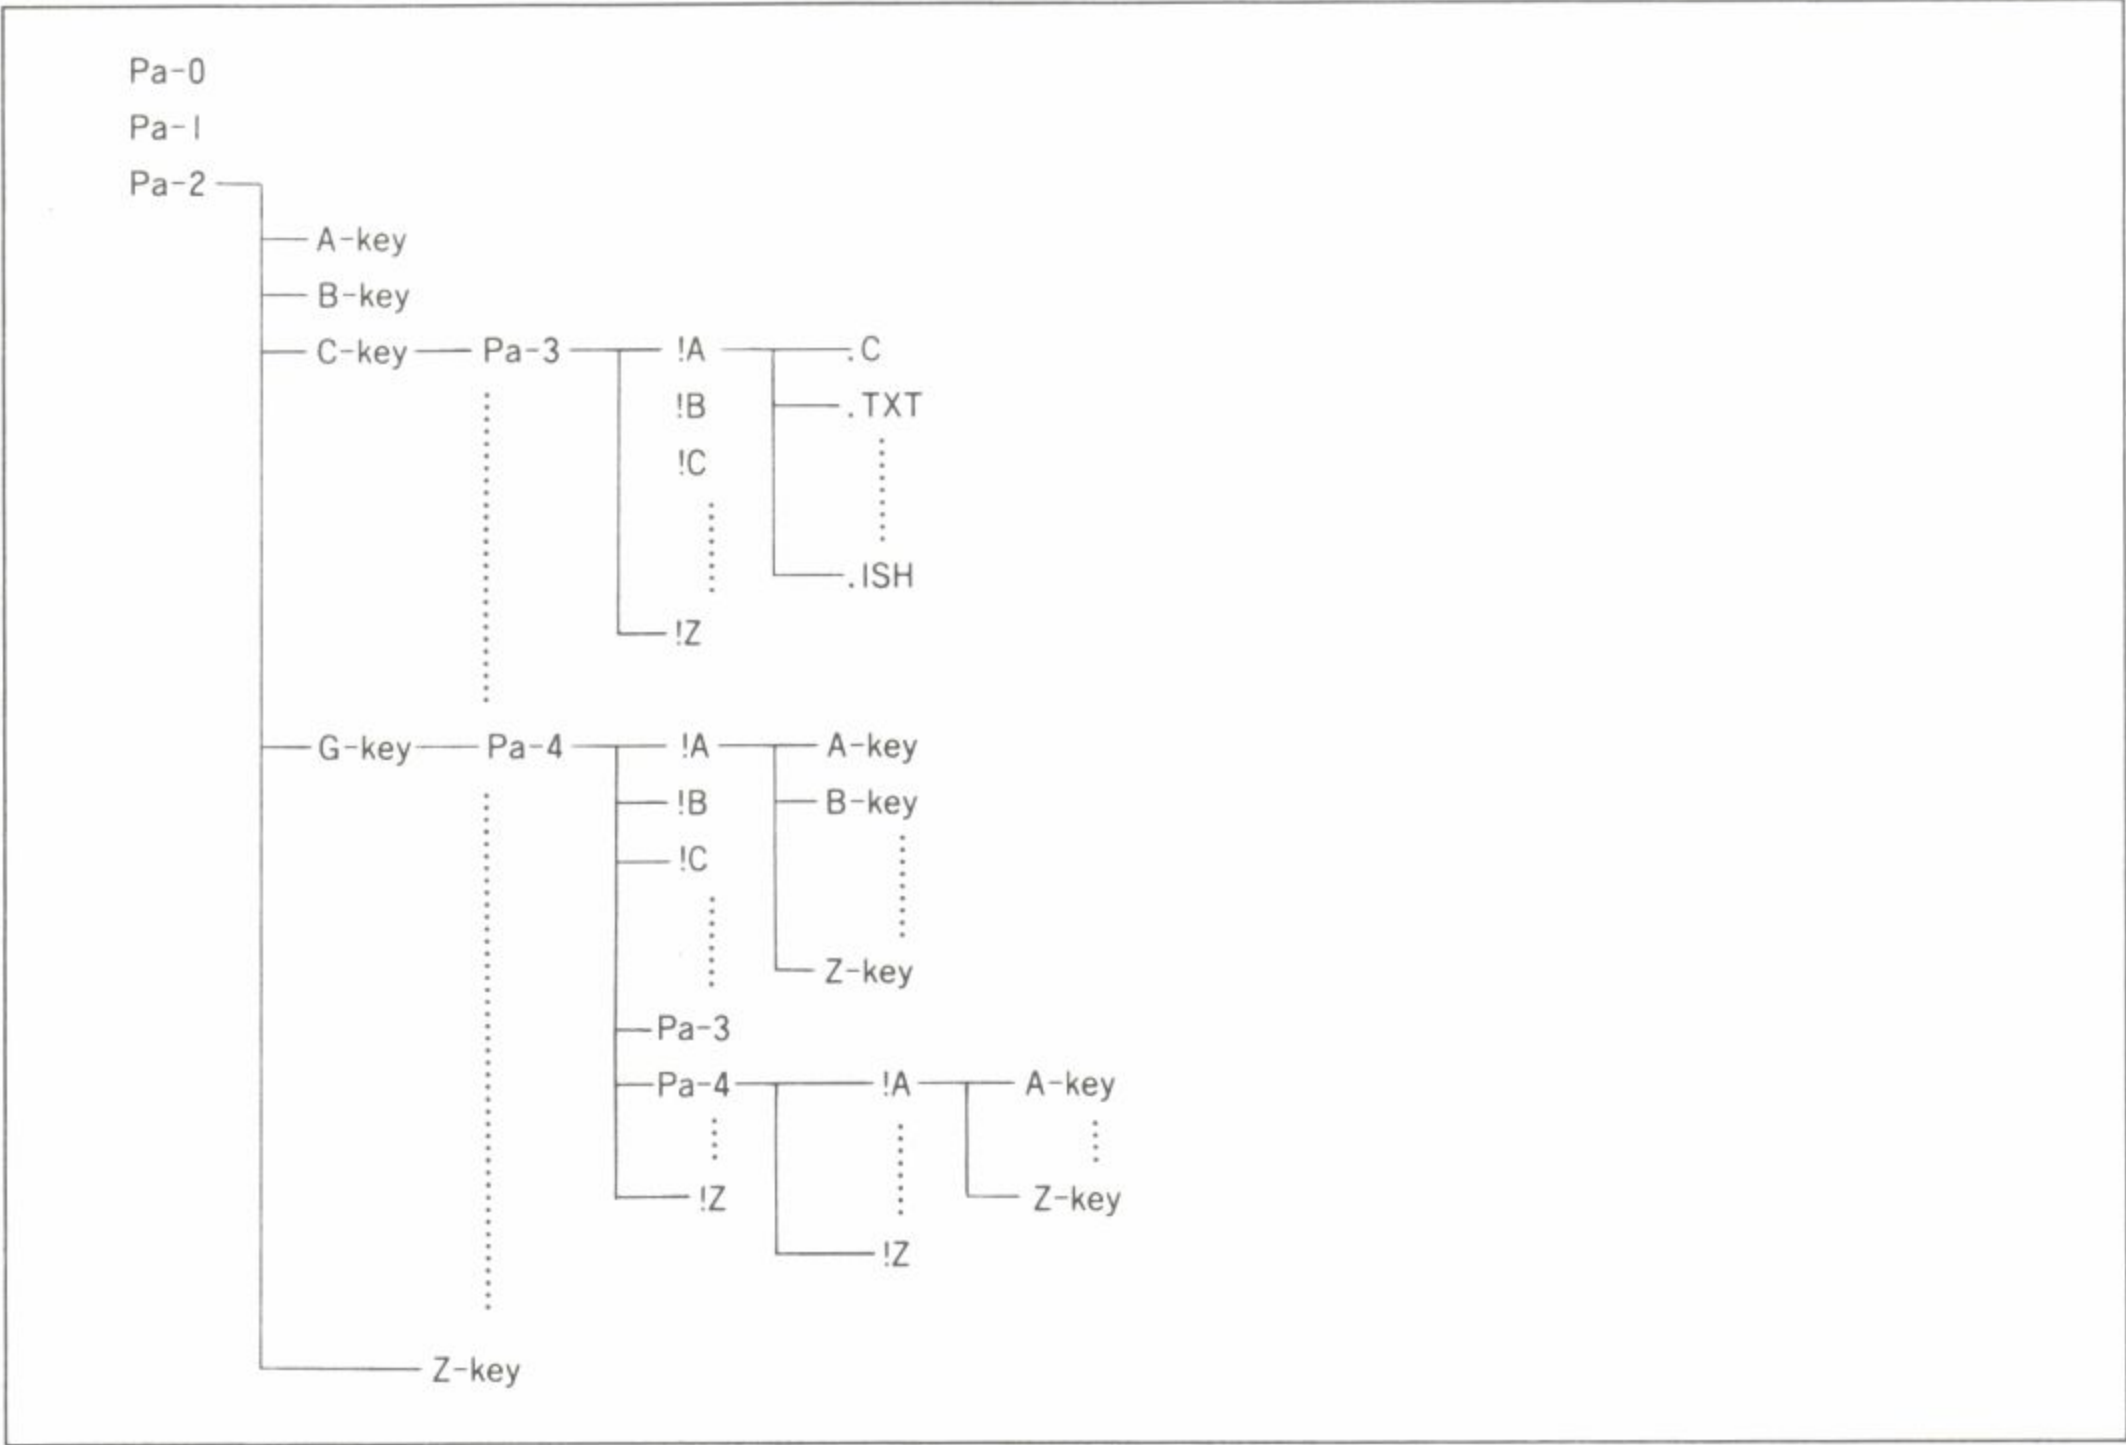 Pa-0
Pa-1
Pa-2
A-key
B-key
C-key Pa-3 !A .C
!B .TXT
!C
.ISH
!Z
G-key Pa-4 !A A-key
!B B-key
!C
Z-key
Pa-3
Pa-4 !A A-key
!Z Z-key
!Z
Z-key